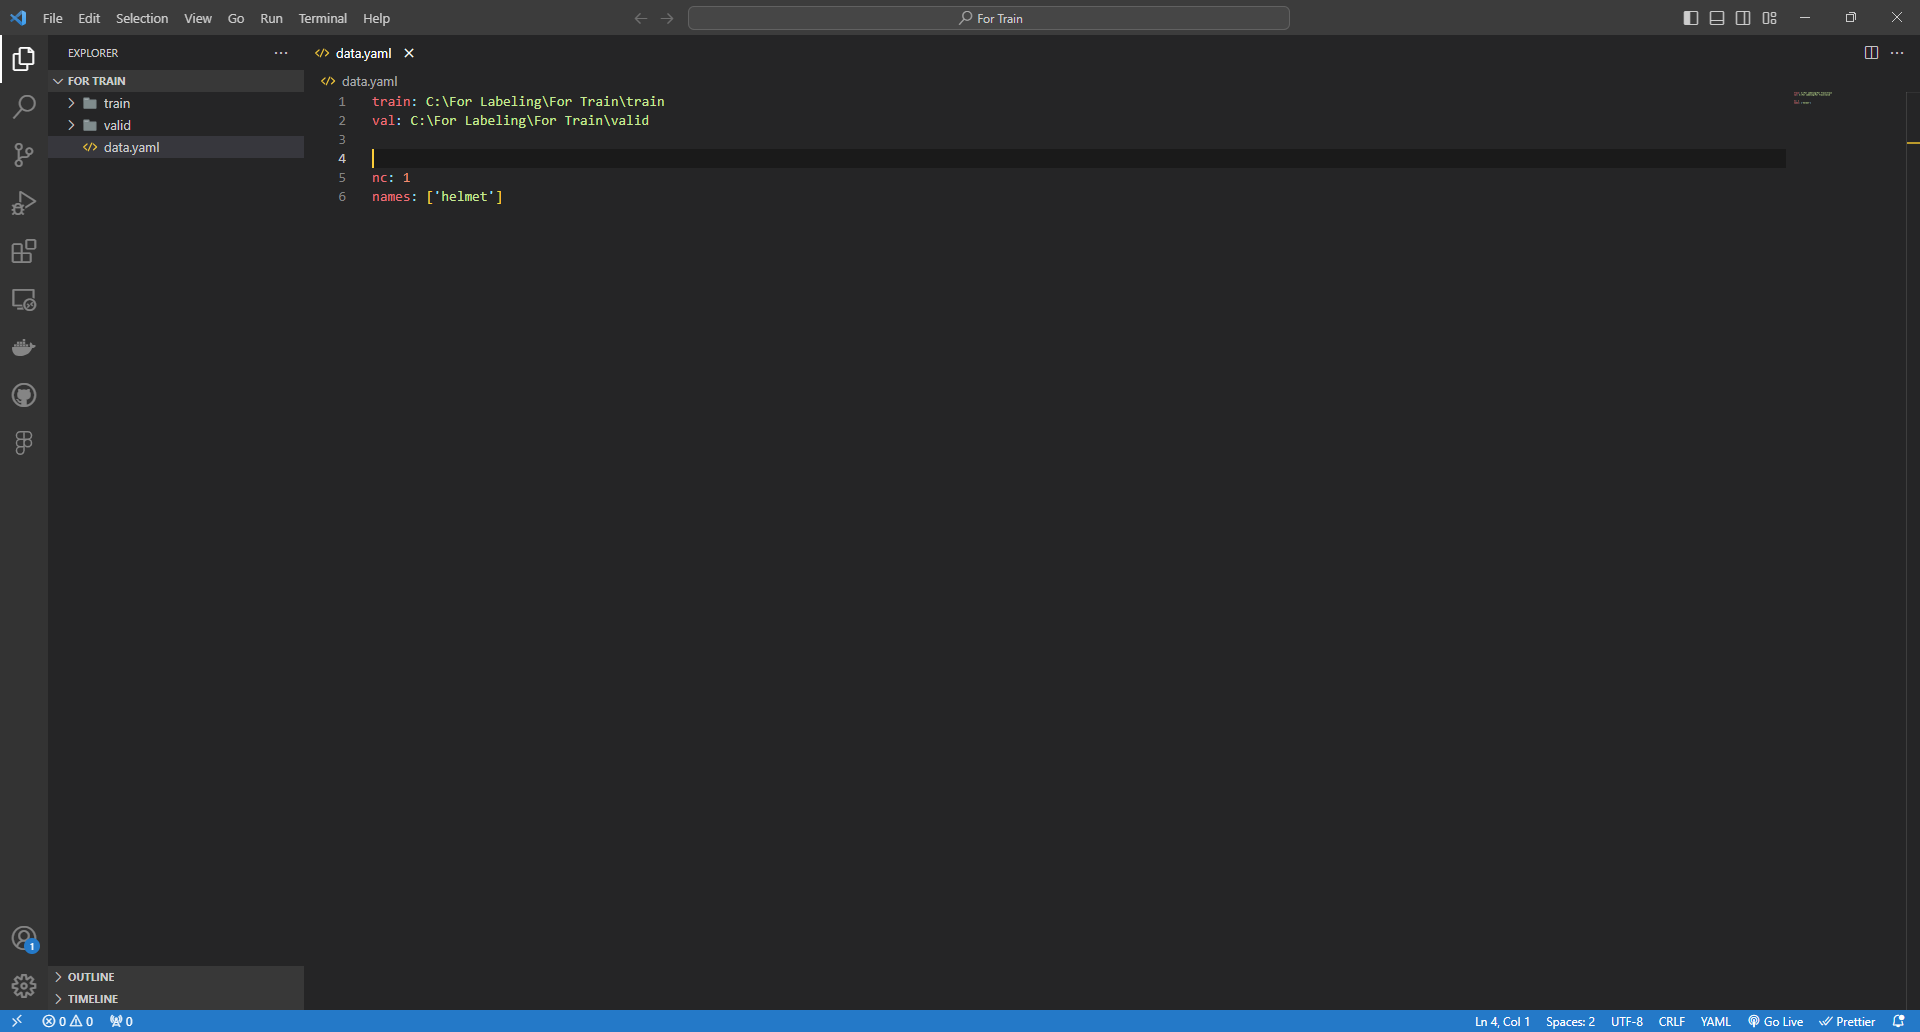 File Edit Selection View Go Run Terminal Help
For Train
EXPLORER
FOR TRAIN
train
valid
data.yaml
data.yaml
data.yaml
1 train: C:\For Labeling\For Train\train
2 val: C:\For Labeling\For Train\valid
3
4
5 nc: 1
6 names: ['helmet']
1
OUTLINE
TIMELINE
0 0 0
Ln 4, Col 1 Spaces: 2 UTF-8 CRLF YAML Go Live Prettier